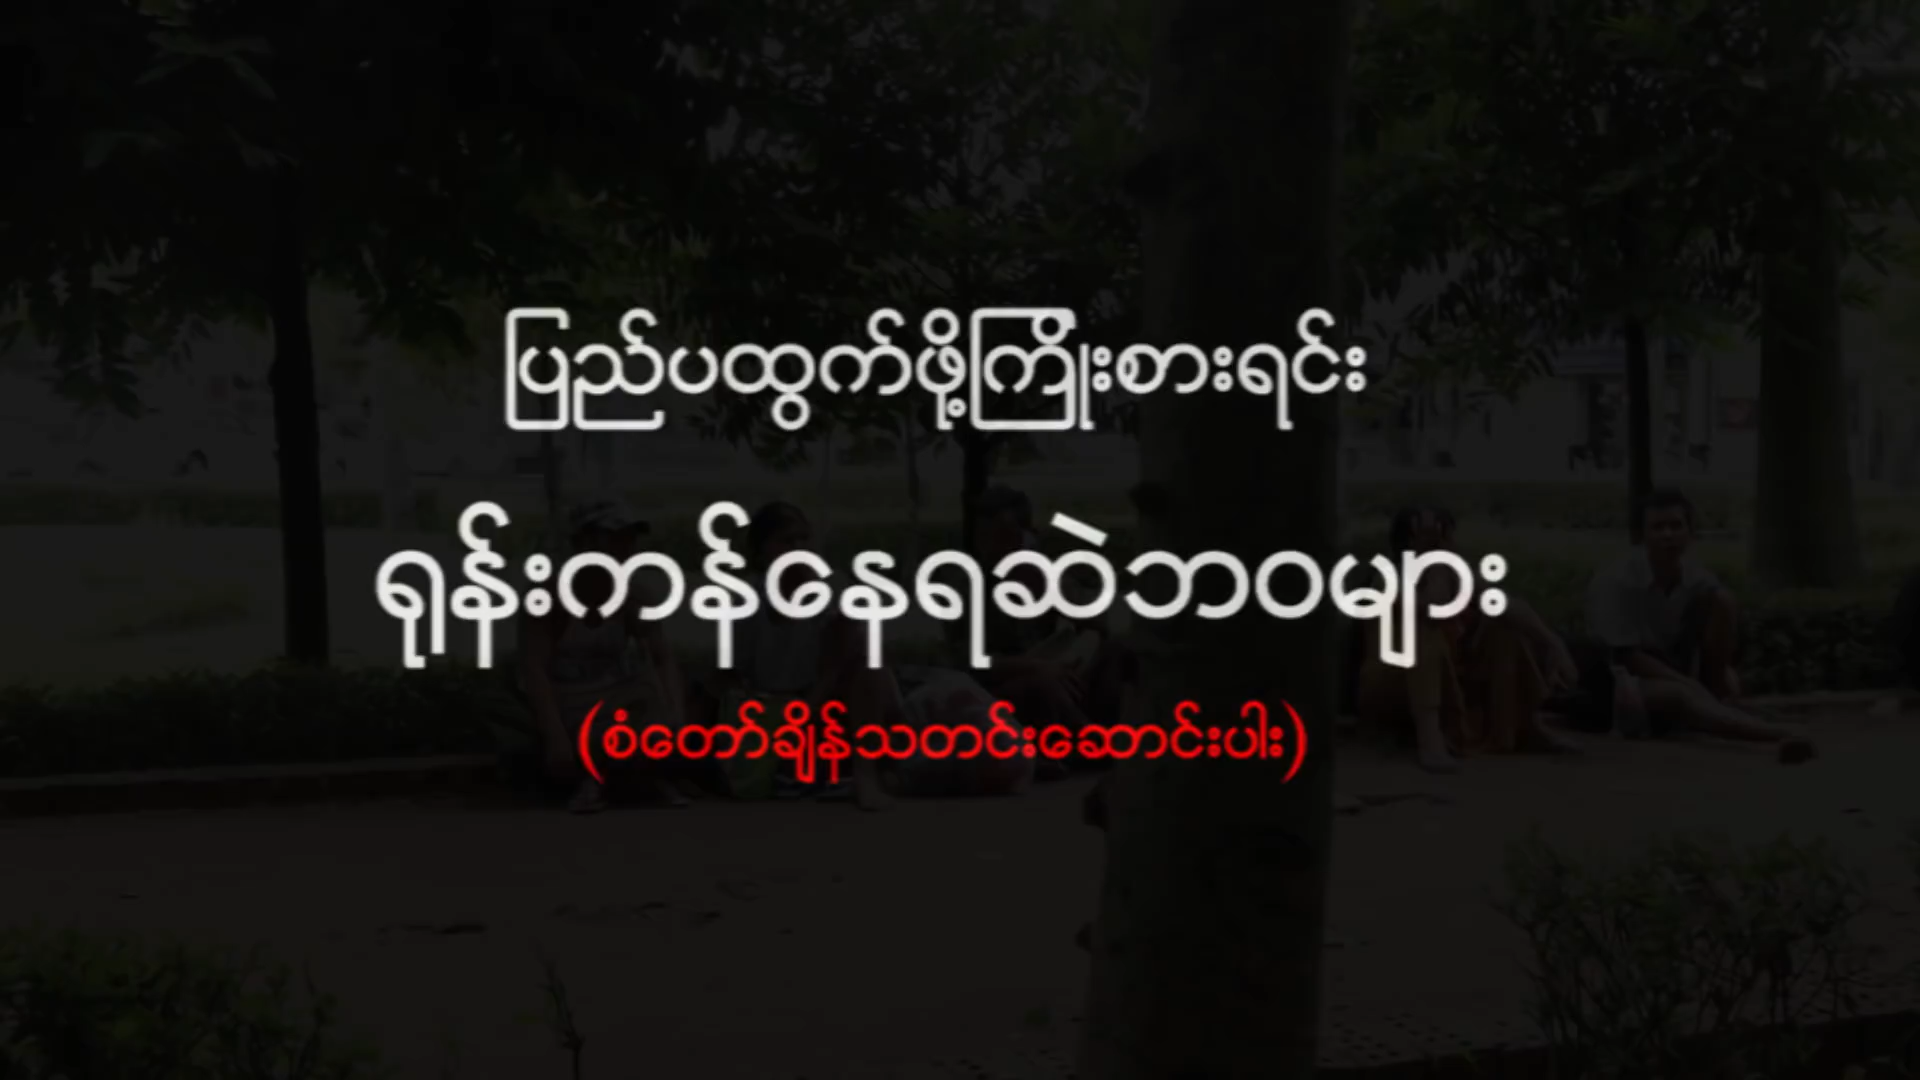 ပြည်ပထွက်ဖို့ကြိုးစားရင်း
ရုန်းကန်နေရဆဲဘဝများ
(စံတော်ချိန်သတင်းဆောင်းပါး)